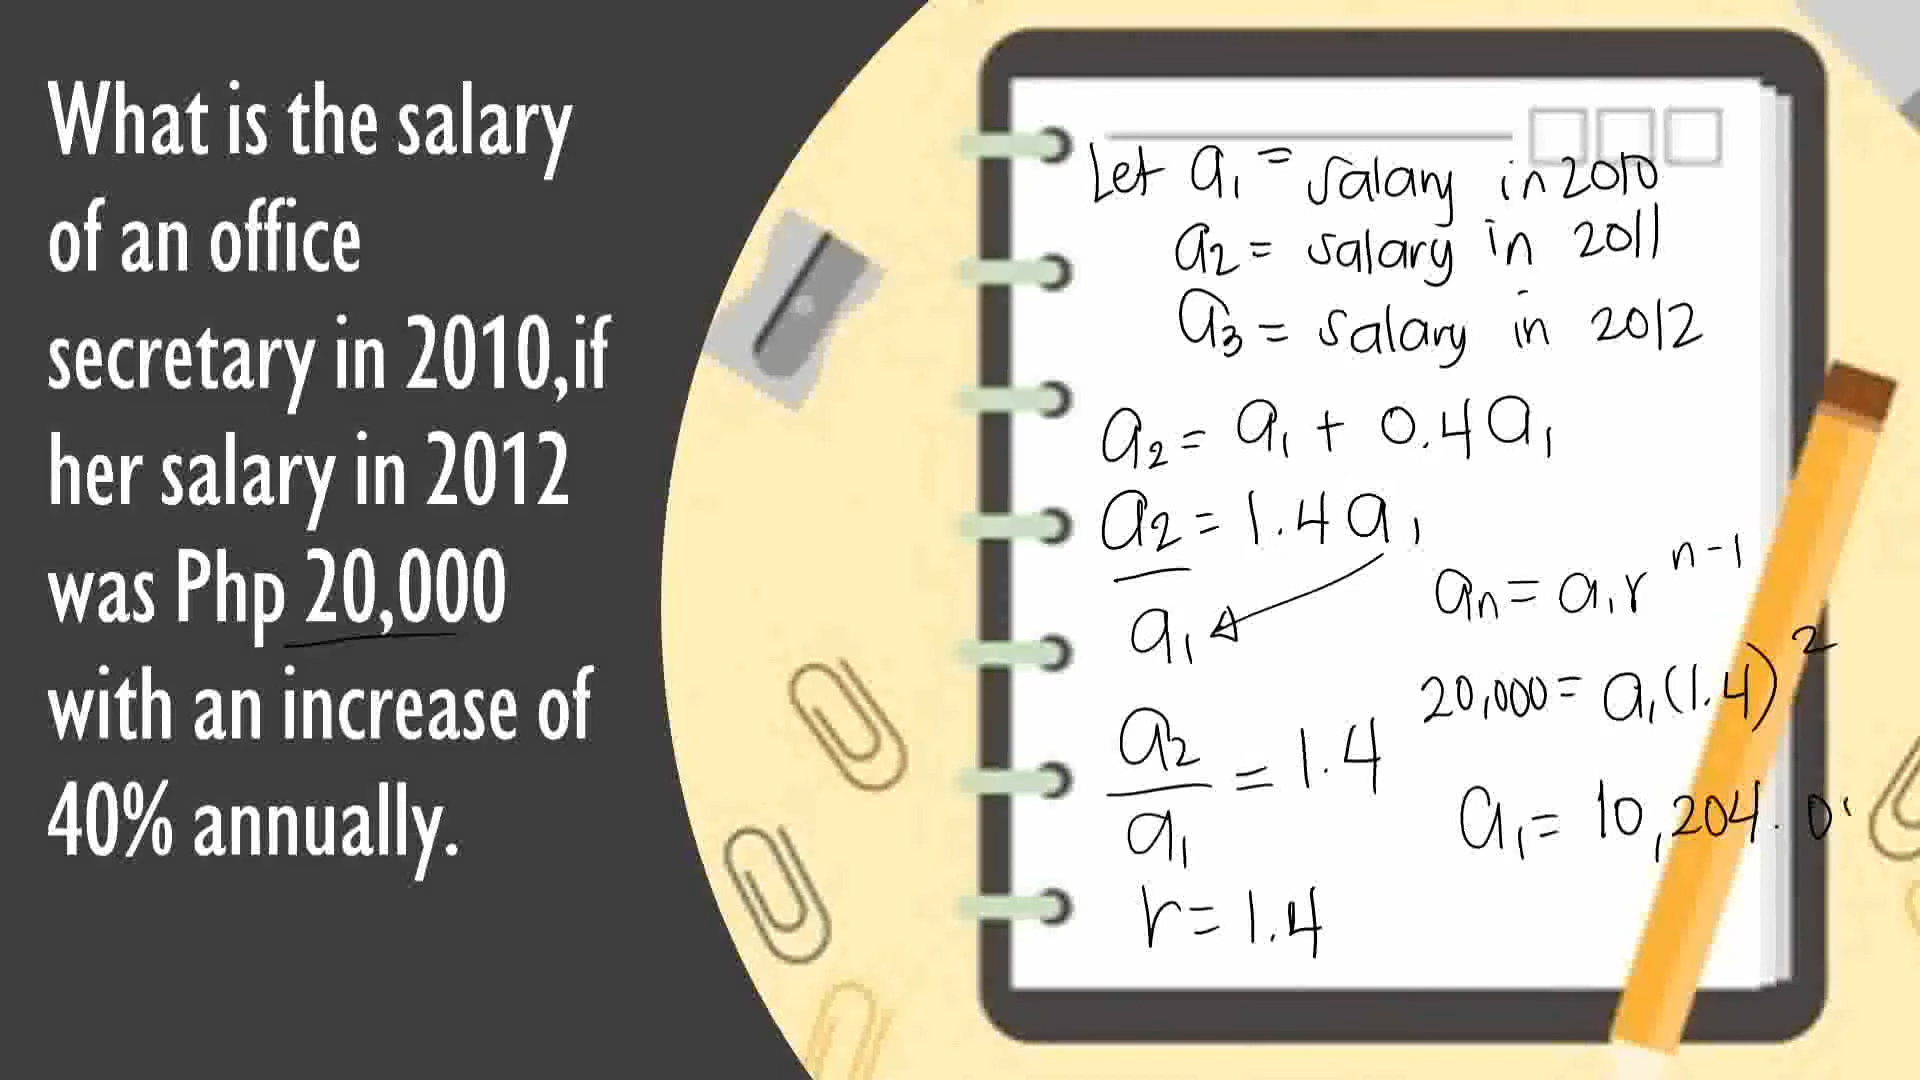 What is the salary
of an office
secretary in 2010,if
her salary in 2012
was Php 20,000
with an increase of
40% annually.
Let a₁ = salary in 2010
a₂ = salary in 2011
a₃ = salary in 2012
a₂ = a₁ + 0.4a₁
a₂ = 1.4a₁
a₁
a₂/a₁ = 1.4
r = 1.4
aₙ = a₁rⁿ⁻¹
20,000 = a₁(1.4)²
a₁ = 10,204.0